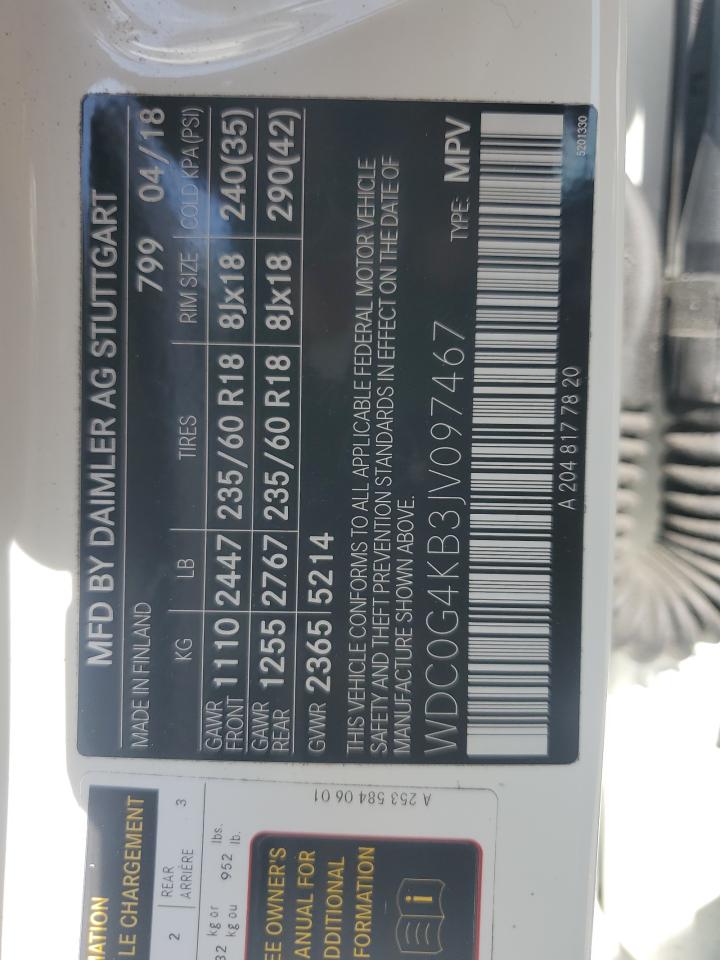 MFD BY DAIMLER AG STUTTGART
MADE IN FINLAND 799 04/18
KG LB TIRES RIM SIZE COLD KPA(PSI)
GAWR FRONT 1110 2447 235/60 R18 8Jx18 240(35)
GAWR REAR 1255 2767 235/60 R18 8Jx18 290(42)
GVWR 2365 5214
THIS VEHICLE CONFORMS TO ALL APPLICABLE FEDERAL MOTOR VEHICLE
SAFETY AND THEFT PREVENTION STANDARDS IN EFFECT ON THE DATE OF
MANUFACTURE SHOWN ABOVE.
WDC0G4KB3JV097467 TYPE: MPV
A 204 817 78 20
5201330
A 253 584 06 01
LE CHARGEMENT
2 REAR ARRIÈRE 3
kg or lbs.
kg ou 952 lb.
OWNER'S
FOR